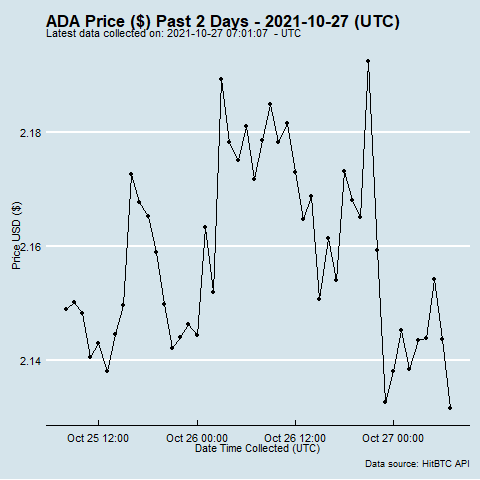 ADA Price ($) Past 2 Days - 2021-10-27 (UTC)
Latest data collected on: 2021-10-27 07:01:07 - UTC
2.18
2.16
2.14
Price USD ($)
Oct 25 12:00 Oct 26 00:00 Oct 26 12:00 Oct 27 00:00
Date Time Collected (UTC)
Data source: HitBTC API